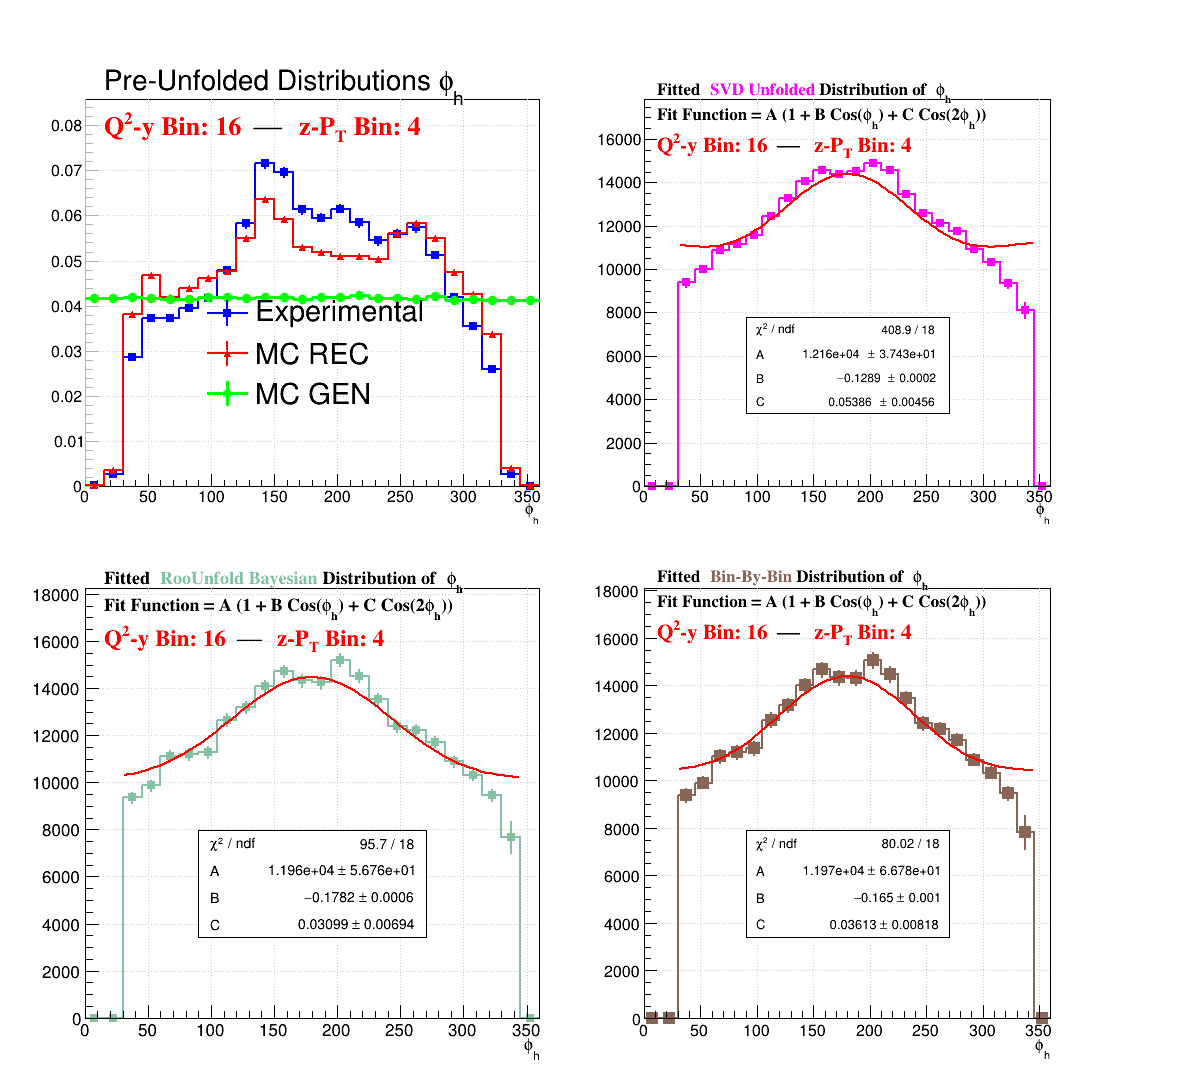 Pre-Unfolded Distributions ϕh
Q2-y Bin: 16 — z-PT Bin: 4
0.08
0.07
0.06
0.05
0.04
0.03
0.02
0.01
0
Experimental
MC REC
MC GEN
0 50 100 150 200 250 300 350
ϕh
Fitted SVD Unfolded Distribution of ϕh
Fit Function = A (1 + B Cos(ϕh) + C Cos(2ϕh))
Q2-y Bin: 16 — z-PT Bin: 4
16000
14000
12000
10000
8000
6000
4000
2000
0
χ2 / ndf 408.9 / 18
A 1.216e+04 ± 3.743e+01
B −0.1289 ± 0.0002
C 0.05386 ± 0.00456
0 50 100 150 200 250 300 350
ϕh
Fitted RooUnfold Bayesian Distribution of ϕh
Fit Function = A (1 + B Cos(ϕh) + C Cos(2ϕh))
Q2-y Bin: 16 — z-PT Bin: 4
18000
16000
14000
12000
10000
8000
6000
4000
2000
0
χ2 / ndf 95.7 / 18
A 1.196e+04 ± 5.676e+01
B −0.1782 ± 0.0006
C 0.03099 ± 0.00694
0 50 100 150 200 250 300 350
ϕh
Fitted Bin-By-Bin Distribution of ϕh
Fit Function = A (1 + B Cos(ϕh) + C Cos(2ϕh))
Q2-y Bin: 16 — z-PT Bin: 4
18000
16000
14000
12000
10000
8000
6000
4000
2000
0
χ2 / ndf 80.02 / 18
A 1.197e+04 ± 6.678e+01
B −0.165 ± 0.001
C 0.03613 ± 0.00818
0 50 100 150 200 250 300 350
ϕh